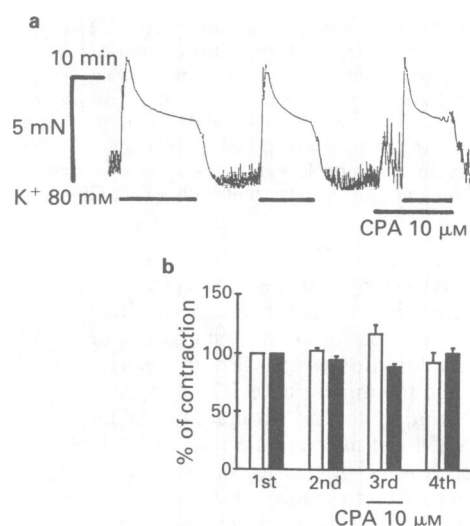 a
10 min
5 mN
K⁺ 80 mM
CPA 10 μM
b
% of contraction
150
100
50
0
1st 2nd 3rd 4th
CPA 10 μM